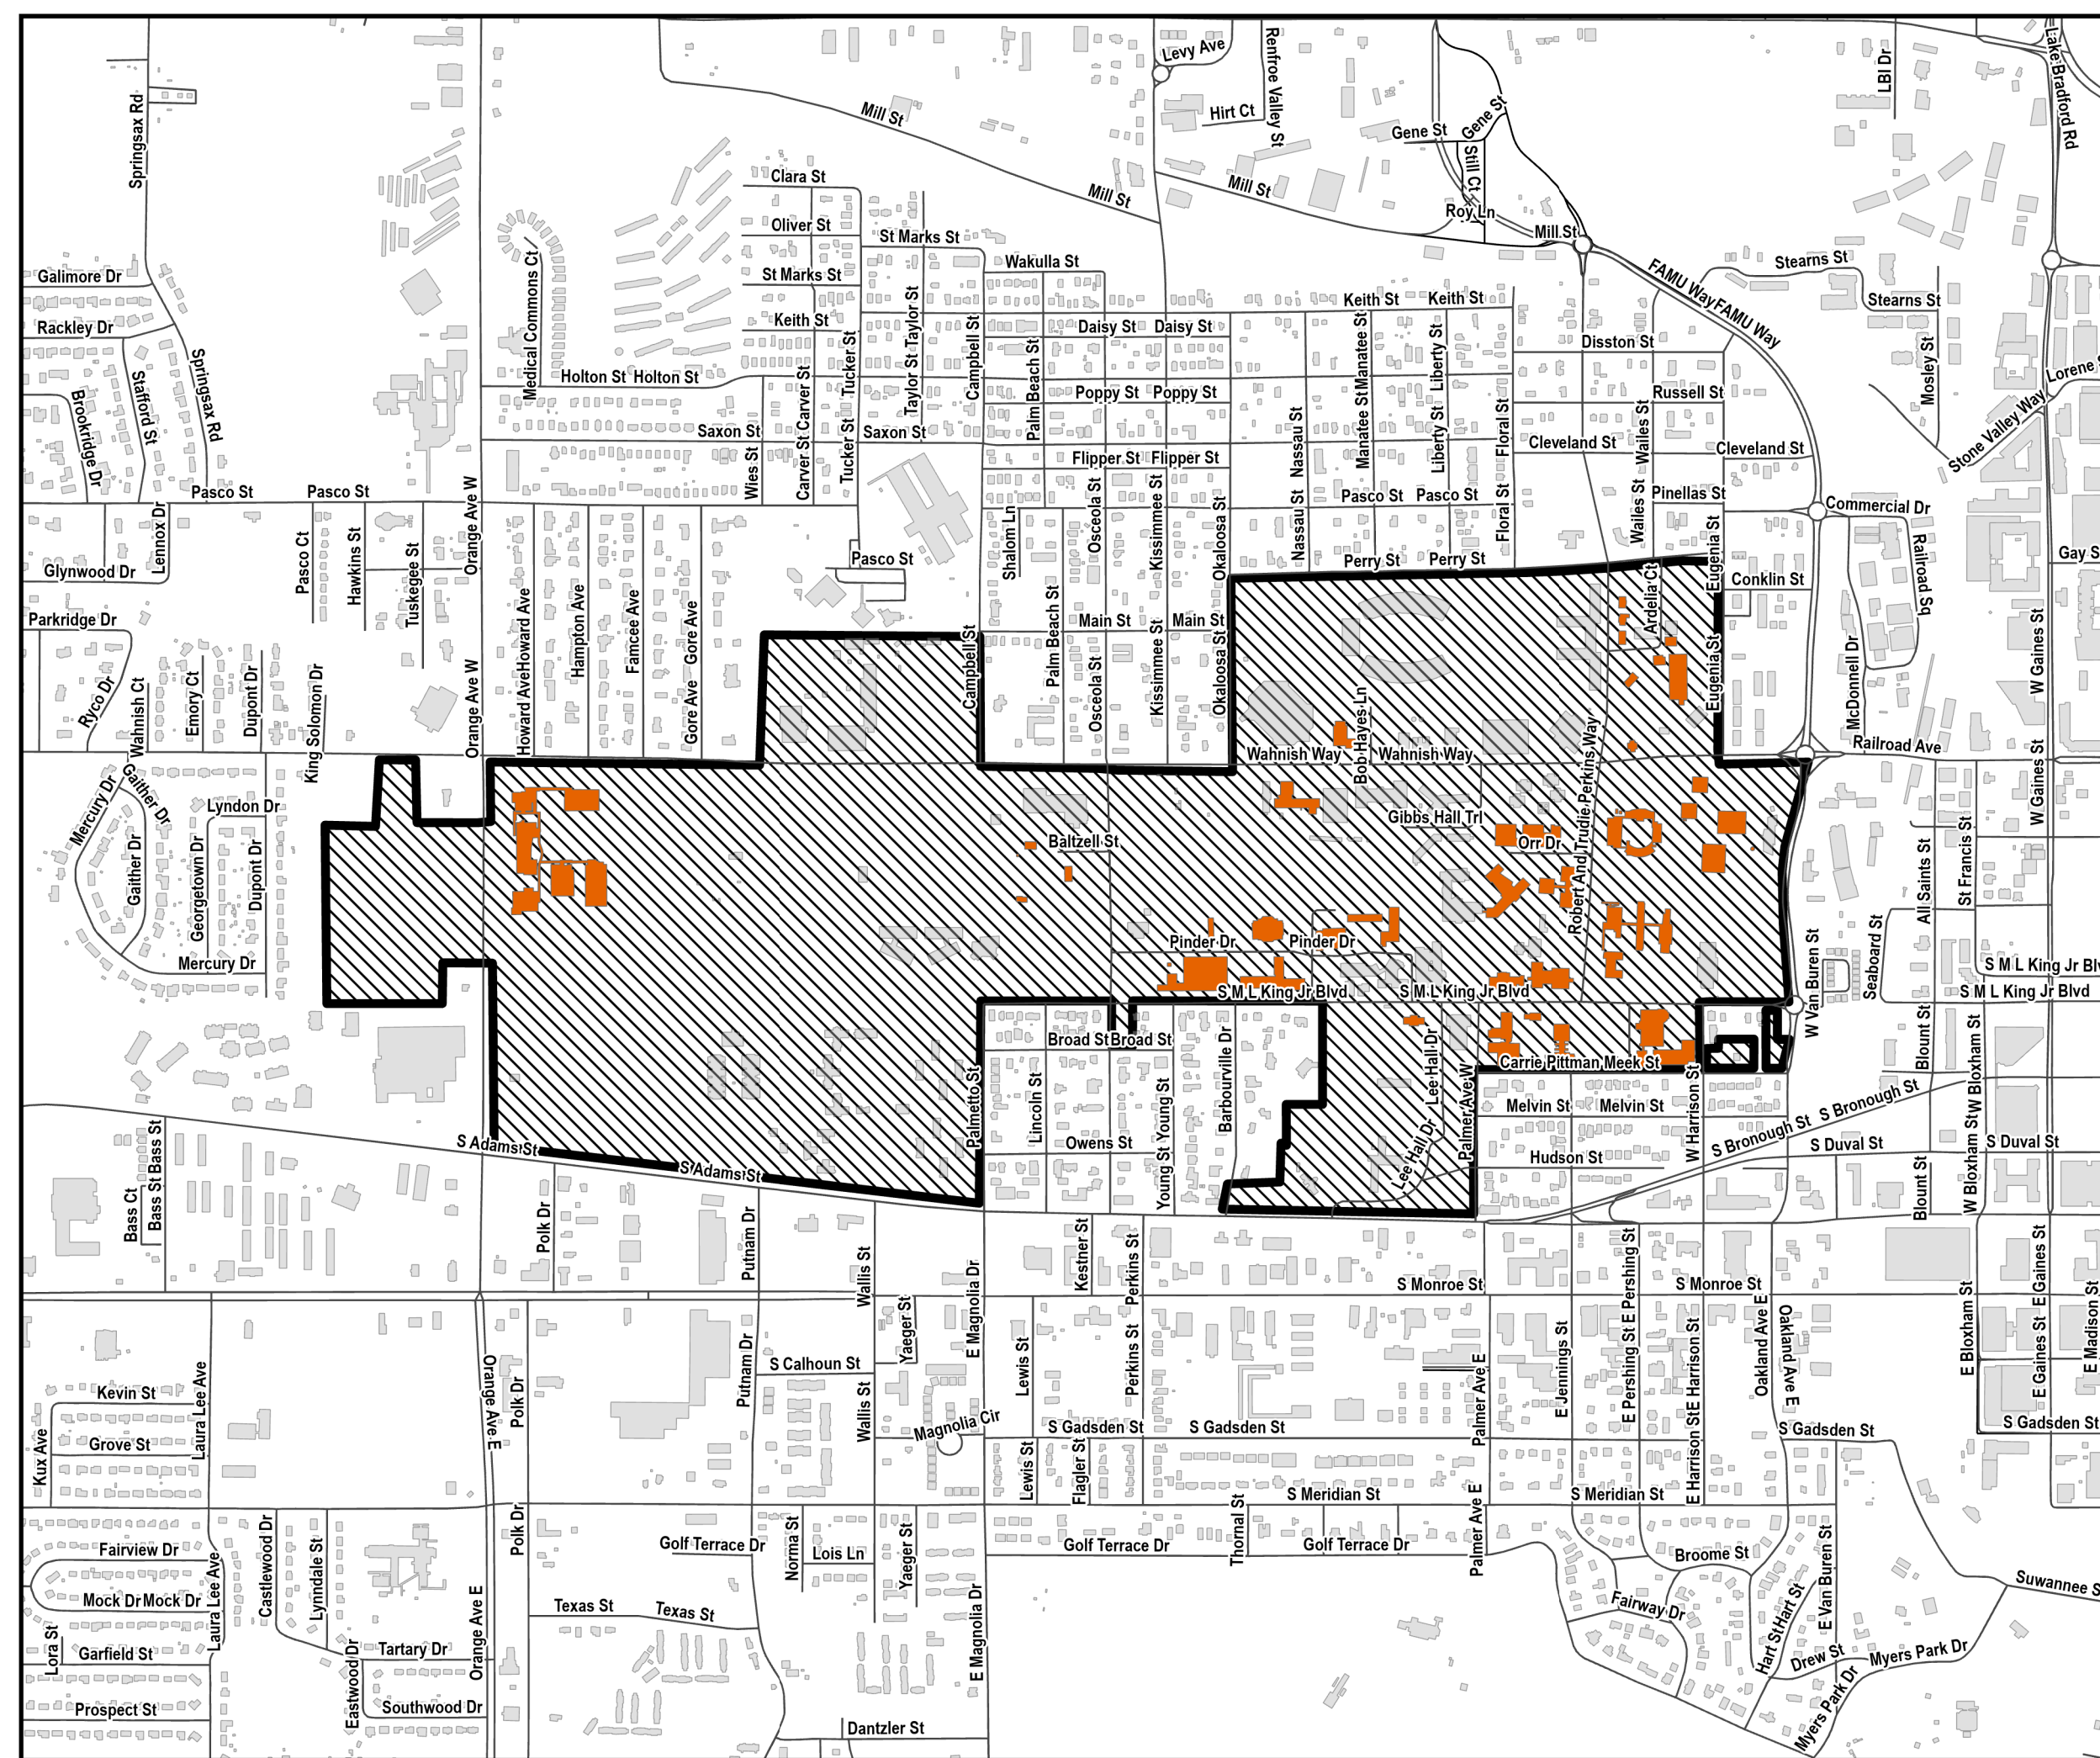 Levy Ave
Renfroe Valley St
LBJ Dr
Lake Bradford Rd
Springsax Rd
Mill St
Hirt Ct
Gene St
Gene St
Still Ct
Clara St
Mill St
Mill St
Roy Ln
Oliver St
St Marks St
Mill St
Medical Commons Ct
Wakulla St
Stearns St
FAMU Way
FAMU Way
Galimore Dr
St Marks St
Keith St
Keith St
Stearns St
Rackley Dr
Keith St
Taylor St
Taylor St
Daisy St
Daisy St
Manatee St
Manatee St
Disston St
Springsax Rd
Stafford St
Brookridge Dr
Tucker St
Campbell St
Palm Beach St
Liberty St
Liberty St
Mosley St
Lorene
Holton St
Holton St
Poppy St
Poppy St
Russell St
Carver St
Carver St
Saxon St
Saxon St
Nassau St
Floral St
Wailes St
Cleveland St
Cleveland St
Stone Valley Way
Wies St
Tucker St
Flipper St
Flipper St
Pasco St
Pasco St
Pasco St
Pasco St
Pinellas St
Commercial Dr
Lennox Dr
Orange Ave W
Shalom Ln
Osceola St
Kissimmee St
Okaloosa St
Nassau St
Floral St
Wailes St
Eugenia St
Railroad Sq
Gay S
Glynwood Dr
Pasco Ct
Hawkins St
Tuskegee St
Pasco St
Perry St
Perry St
Ardelia Ct
Conklin St
Parkridge Dr
Howard Ave
Howard Ave
Hampton Ave
Famcee Ave
Gore Ave
Gore Ave
Campbell St
Palm Beach St
Main St
Main St
Osceola St
Kissimmee St
Okaloosa St
Eugenia St
McDonnell Dr
W Gaines St
Ryco Dr
Wahnish Ct
Emory Ct
Dupont Dr
King Solomon Dr
Orange Ave W
Bob Hayes Ln
Wahnish Way
Wahnish Way
Robert And Trudie Perkins Way
Railroad Ave
W Gaines St
Mercury Dr
Gaither Dr
Lyndon Dr
Gibbs Hall Trl
Gaither Dr
Georgetown Dr
Dupont Dr
Baltzell St
Orr Dr
All Saints St
St Francis St
Mercury Dr
Pinder Dr
Pinder Dr
W Van Buren St
Seaboard St
S M L King Jr Blv
S M L King Jr Blvd
S M L King Jr Blvd
S M L King Jr Blvd
Broad St
Broad St
Barbourville Dr
Lee Hall Dr
Carrie Pittman Meek St
Blount St
W Bloxham St
W Bloxham St
Palmetto St
Lincoln St
Young St
Young St
Palmer Ave W
Melvin St
Melvin St
W Harrison St
S Bronough St
S Bronough St
Bass St
Bass St
S Adams St
S Adams St
Owens St
Lee Hall Dr
Hudson St
S Duval St
S Duval St
Blount St
Bass Ct
Polk Dr
Putnam Dr
Wallis St
E Magnolia Dr
Kestner St
Perkins St
S Monroe St
S Monroe St
E Pershing St
E Pershing St
E Bloxham St
E Gaines St
E Gaines St
E Madison S
Laura Lee Ave
Orange Ave E
Polk Dr
Putnam Dr
Yaeger St
S Calhoun St
Lewis St
Perkins St
Palmer Ave E
E Jennings St
E Harrison St
E Harrison St
Oakland Ave E
Oakland Ave E
Kevin St
Wallis St
Magnolia Cir
S Gadsden St
S Gadsden St
S Gadsden St
S Gadsden St
Grove St
Kux Ave
Lewis St
Flagler St
S Meridian St
S Meridian St
Polk Dr
Castlewood Dr
Lynndale St
Norma St
Golf Terrace Dr
Lois Ln
Yaeger St
Golf Terrace Dr
Thornal St
Golf Terrace Dr
Palmer Ave E
Broome St
Fairview Dr
Mock Dr
Mock Dr
Laura Lee Ave
Texas St
Texas St
E Magnolia Dr
Fairway Dr
Hart St
Hart St
E Van Buren St
Suwannee S
Lora St
Garfield St
Eastwood Dr
Tartary Dr
Orange Ave E
Drew St
Myers Park Dr
Myers Park Dr
Prospect St
Southwood Dr
Dantzler St